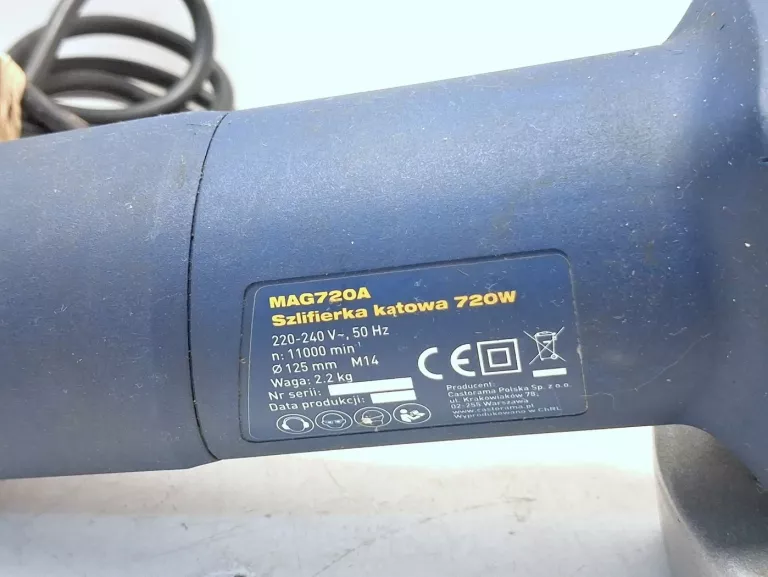 MAG720A
Szlifierka kątowa 720W
220-240 V~, 50 Hz
n: 11000 min⁻¹
Ø 125 mm M14
Waga: 2.2 kg
Nr serii:
Data produkcji:
CE
Producent:
Castorama Polska Sp. z o.o.
ul. Krakowiaków 78,
02-255 Warszawa
www.castorama.pl
Wyprodukowano w ChRL